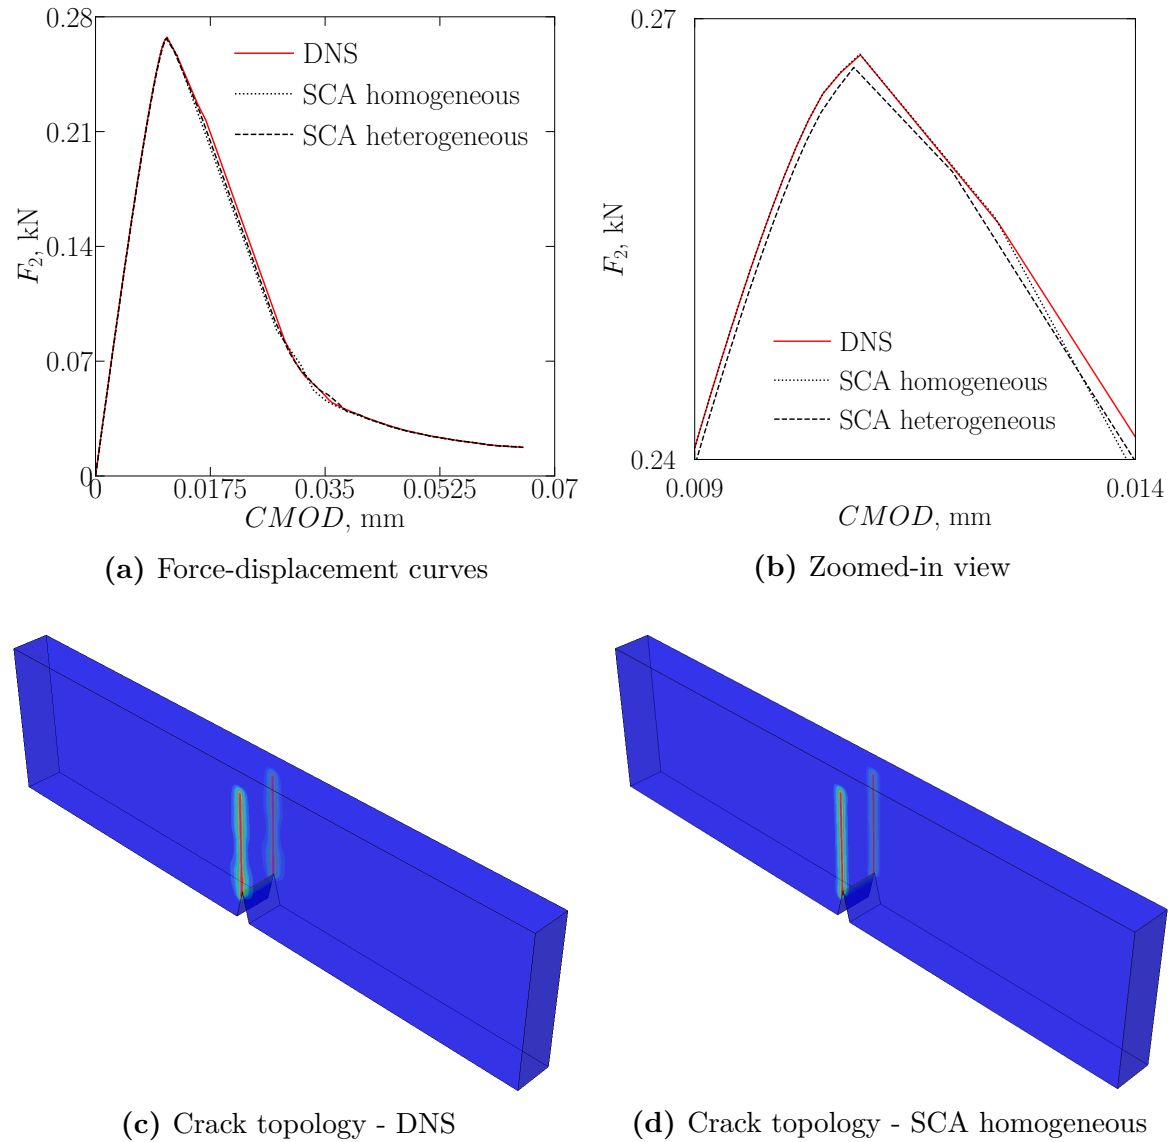 0.28
0.21
0.14
0.07
0
F2, kN
DNS
SCA homogeneous
SCA heterogeneous
0 0.0175 0.035 0.0525 0.07
CMOD, mm
(a) Force-displacement curves
0.27
0.24
F2, kN
DNS
SCA homogeneous
SCA heterogeneous
0.009 0.014
CMOD, mm
(b) Zoomed-in view
(c) Crack topology - DNS
(d) Crack topology - SCA homogeneous